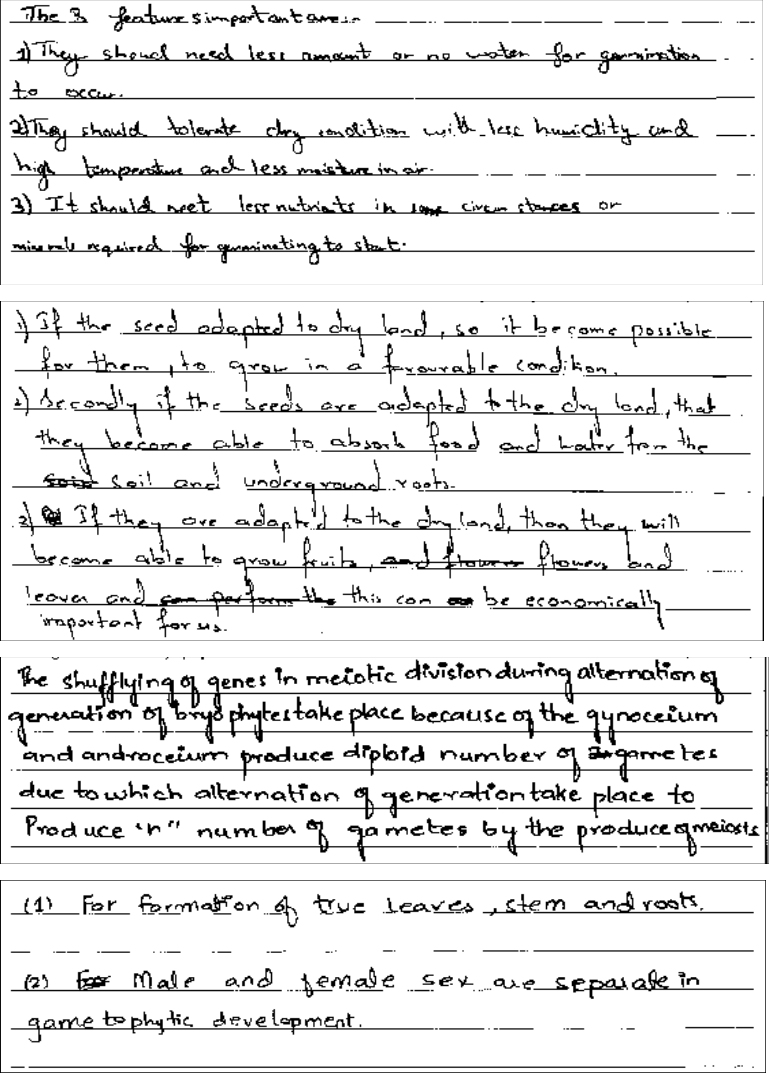 The 3 features important are:-
1) They should need less amount or no water for germination
to occur.
2) They should tolerate dry condition with less humidity and
high temperature and less moisture in air.
3) It should neet less nutrients in some circumstances or
minerals required for germinating to start.
1) If the seed adapted to dry land, so it become possible
for them, to grow in a favourable condition.
2) Secondly if the seeds are adapted to the dry land, that
they become able to absorb food and water from the
soil and underground roots.
3) If they are adapted to the dry land, then they will
become able to grow fruits, and flowers flowers and
leaves and can perform the this can be economically
important for us.
The shufflying of genes in meiotic division during alternation of
generation of bryophytes take place because of the gynoceium
and androceium produce diploid number of gametes
due to which alternation of generation take place to
Produce "n" number of gametes by the produce of meiosis
(1) For formation of true leaves, stem and roots.
(2) For Male and female sex are separate in
gametophytic development.